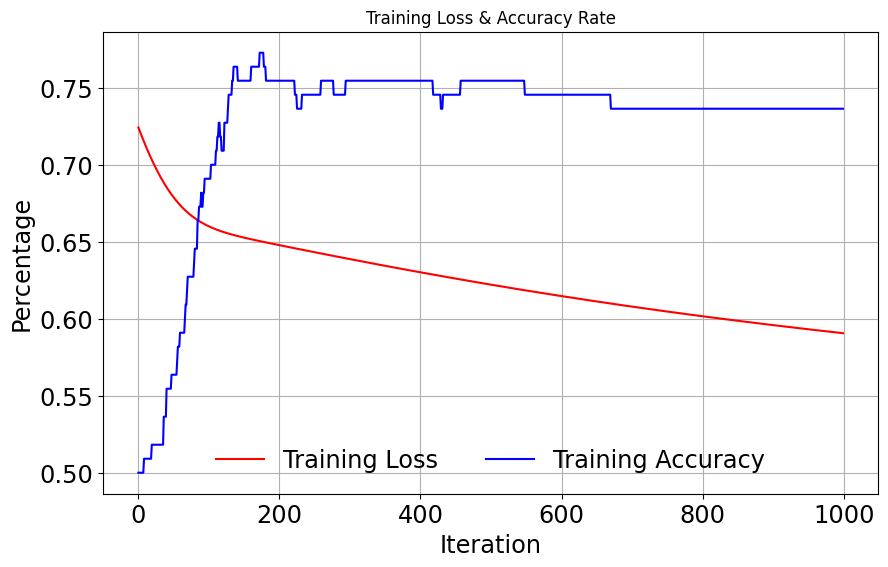 Training Loss & Accuracy Rate
Percentage
0.75
0.70
0.65
0.60
0.55
0.50
Training Loss
Training Accuracy
0
200
400
600
800
1000
Iteration